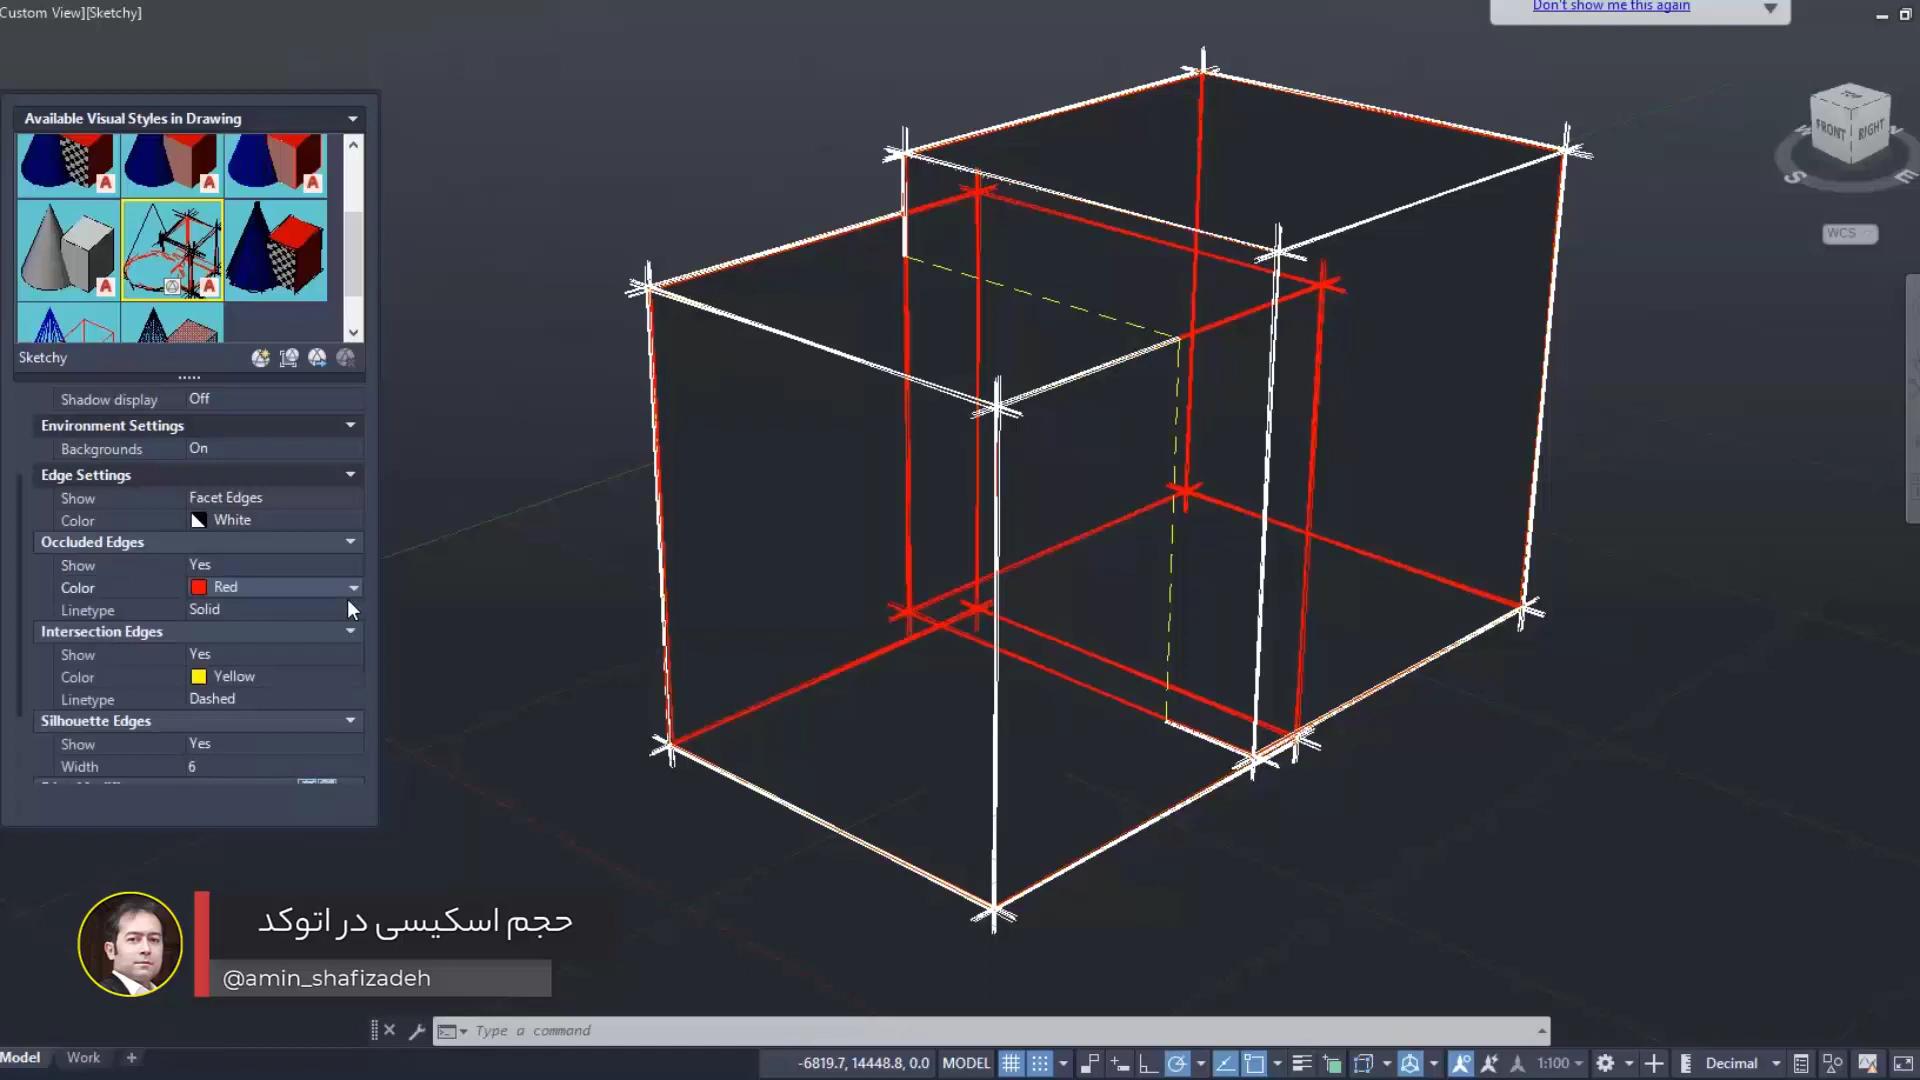 Custom View][Sketchy]
Don't show me this again
Available Visual Styles in Drawing
Sketchy
Shadow display Off
Environment Settings
Backgrounds On
Edge Settings
Show Facet Edges
Color White
Occluded Edges
Show Yes
Color Red
Linetype Solid
Intersection Edges
Show Yes
Color Yellow
Linetype Dashed
Silhouette Edges
Show Yes
Width 6
TOP
FRONT RIGHT
W S E
WCS
حجم اسکیسی در اتوکد
@amin_shafizadeh
Type a command
Model Work +
-6819.7, 14448.8, 0.0 MODEL 1:100 Decimal